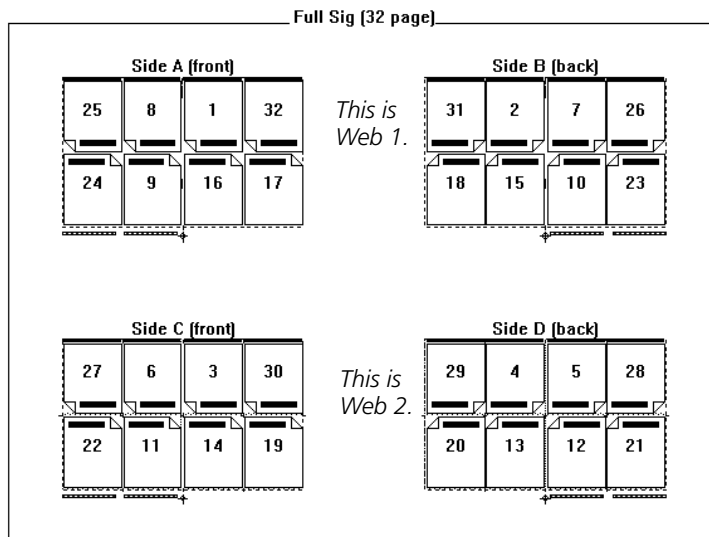 Full Sig (32 page)
Side A (front)
25 8 1 32
24 9 16 17
This is
Web 1.
Side B (back)
31 2 7 26
18 15 10 23
Side C (front)
27 6 3 30
22 11 14 19
This is
Web 2.
Side D (back)
29 4 5 28
20 13 12 21